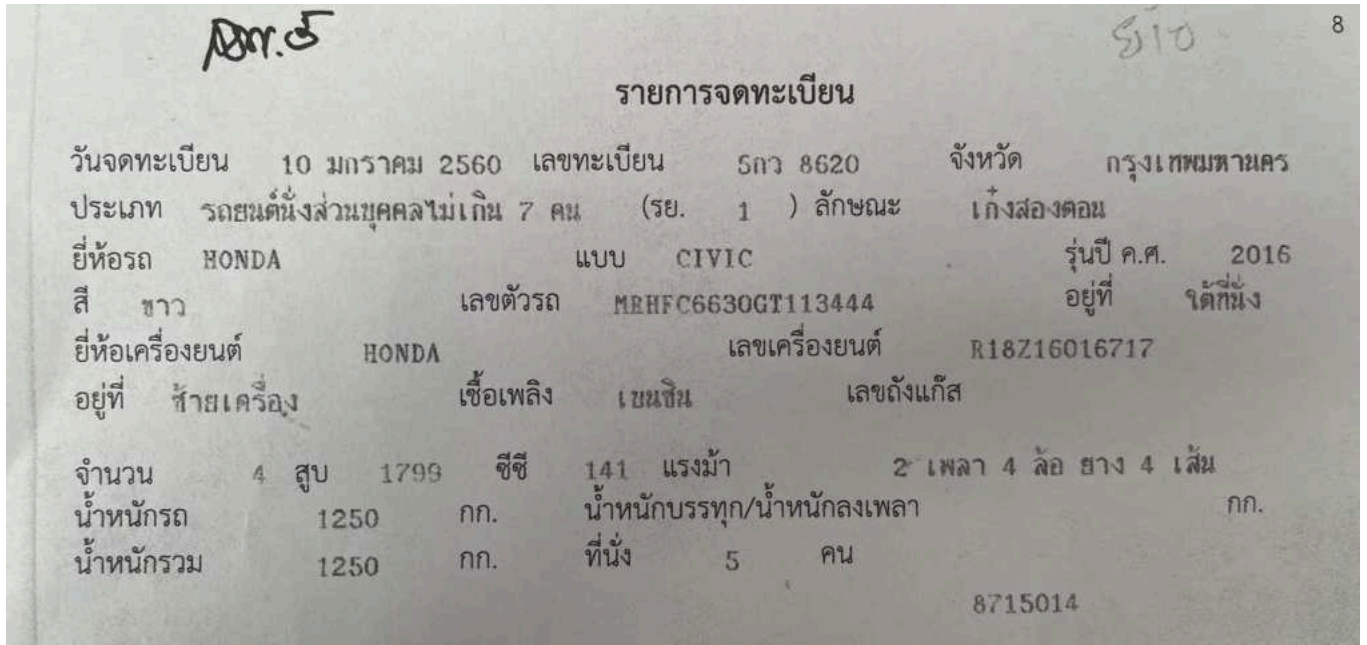 8
รายการจดทะเบียน
วันจดทะเบียน 10 มกราคม 2560 เลขทะเบียน 5กว 8620 จังหวัด กรุงเทพมหานคร
ประเภท รถยนต์นั่งส่วนบุคคลไม่เกิน 7 คน (รย. 1 ) ลักษณะ เก๋งสองตอน
ยี่ห้อรถ HONDA แบบ CIVIC รุ่นปี ค.ศ. 2016
สี ขาว เลขตัวรถ MRHFC6630GT113444 อยู่ที่ ใต้ที่นั่ง
ยี่ห้อเครื่องยนต์ HONDA เลขเครื่องยนต์ R18Z16016717
อยู่ที่ ซ้ายเครื่อง เชื้อเพลิง เบนซิน เลขถังแก๊ส
จำนวน 4 สูบ 1799 ซีซี 141 แรงม้า 2 เพลา 4 ล้อ ยาง 4 เส้น
น้ำหนักรถ 1250 กก. น้ำหนักบรรทุก/น้ำหนักลงเพลา กก.
น้ำหนักรวม 1250 กก. ที่นั่ง 5 คน
8715014